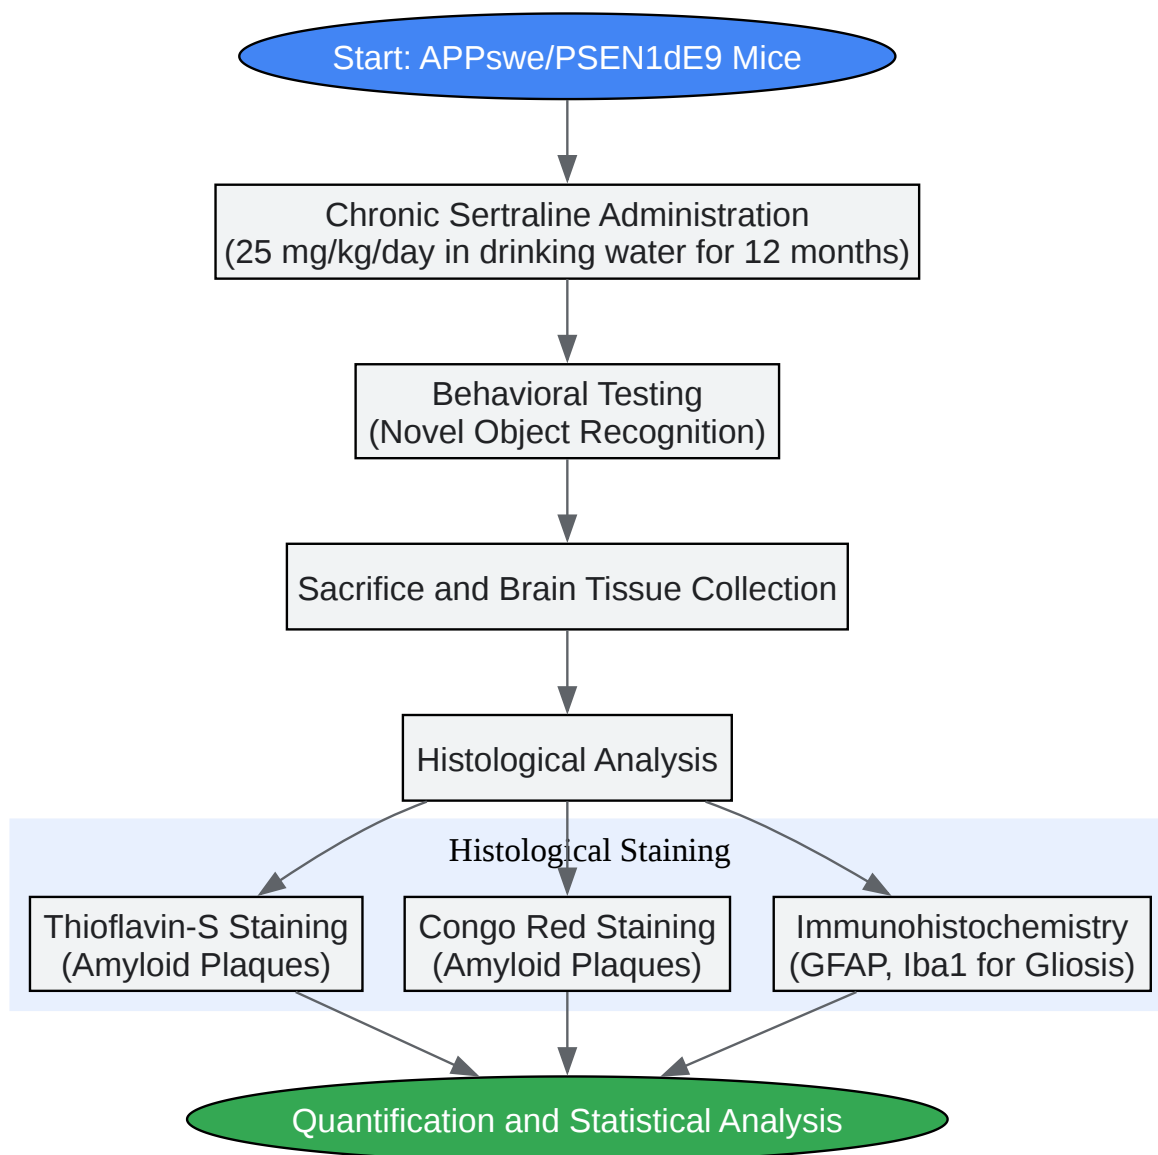 Start: APPswe/PSEN1dE9 Mice
Chronic Sertraline Administration
(25 mg/kg/day in drinking water for 12 months)
Behavioral Testing
(Novel Object Recognition)
Sacrifice and Brain Tissue Collection
Histological Analysis
Histological Staining
Thioflavin-S Staining
(Amyloid Plaques)
Congo Red Staining
(Amyloid Plaques)
Immunohistochemistry
(GFAP, Iba1 for Gliosis)
Quantification and Statistical Analysis